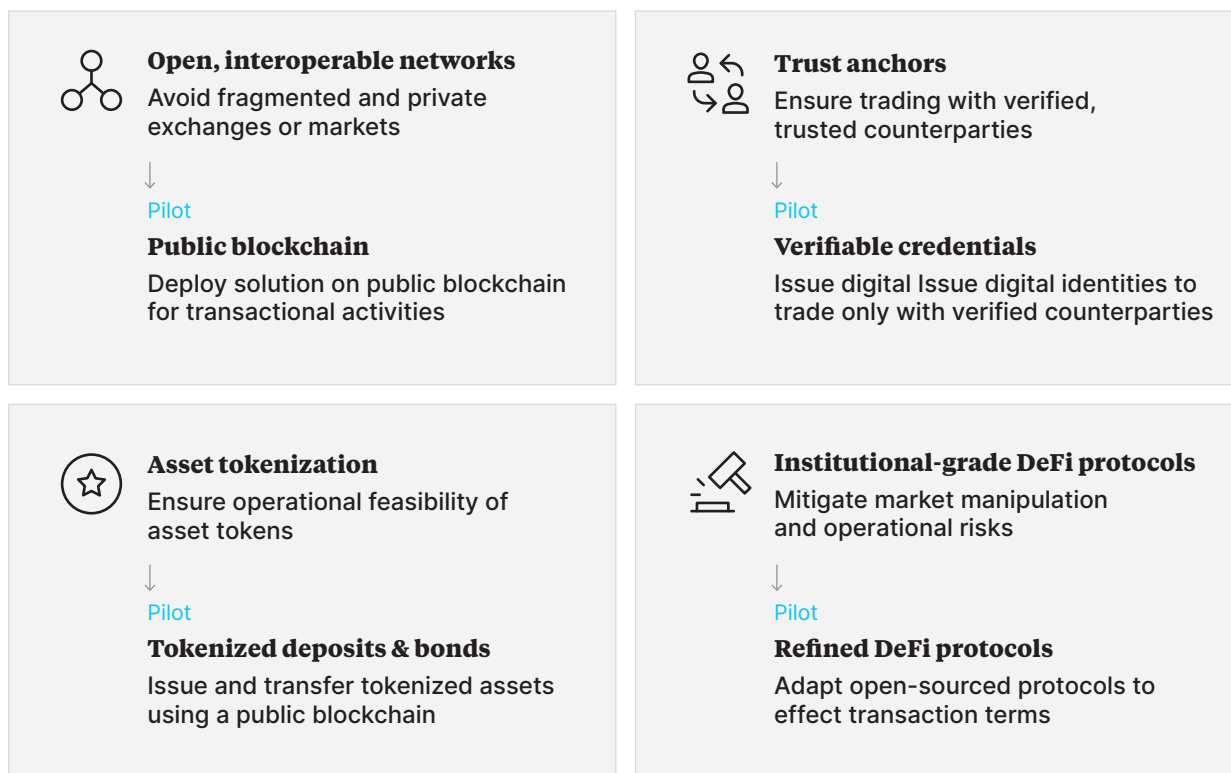 Open, interoperable networks
Avoid fragmented and private
exchanges or markets
Pilot
Public blockchain
Deploy solution on public blockchain
for transactional activities
Trust anchors
Ensure trading with verified,
trusted counterparties
Pilot
Verifiable credentials
Issue digital Issue digital identities to
trade only with verified counterparties
Asset tokenization
Ensure operational feasibility of
asset tokens
Pilot
Tokenized deposits & bonds
Issue and transfer tokenized assets
using a public blockchain
Institutional-grade DeFi protocols
Mitigate market manipulation
and operational risks
Pilot
Refined DeFi protocols
Adapt open-sourced protocols to
effect transaction terms